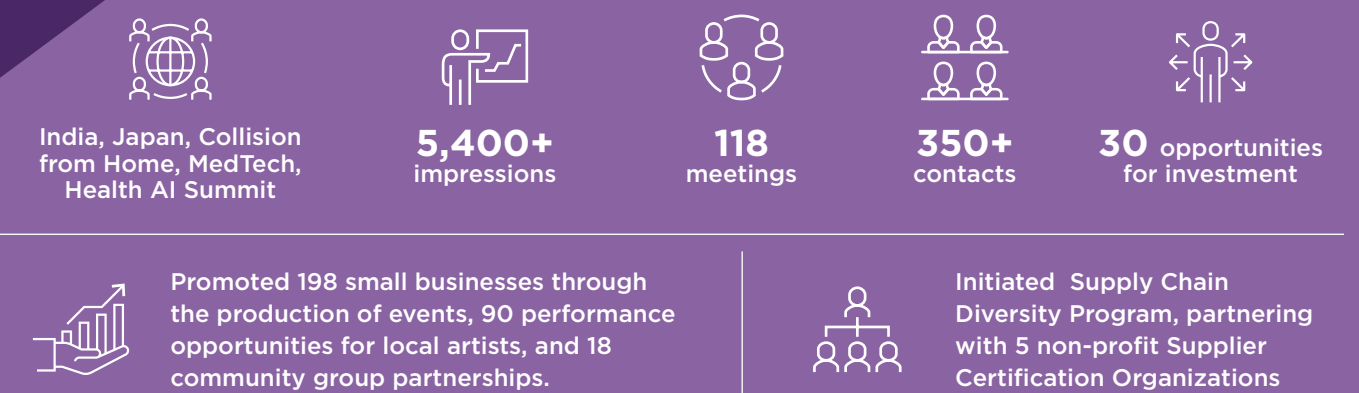 India, Japan, Collision
from Home, MedTech,
Health AI Summit
5,400+
impressions
118
meetings
350+
contacts
30 opportunities
for investment
Promoted 198 small businesses through
the production of events, 90 performance
opportunities for local artists, and 18
community group partnerships.
Initiated  Supply Chain
Diversity Program, partnering
with 5 non-profit Supplier
Certification Organizations